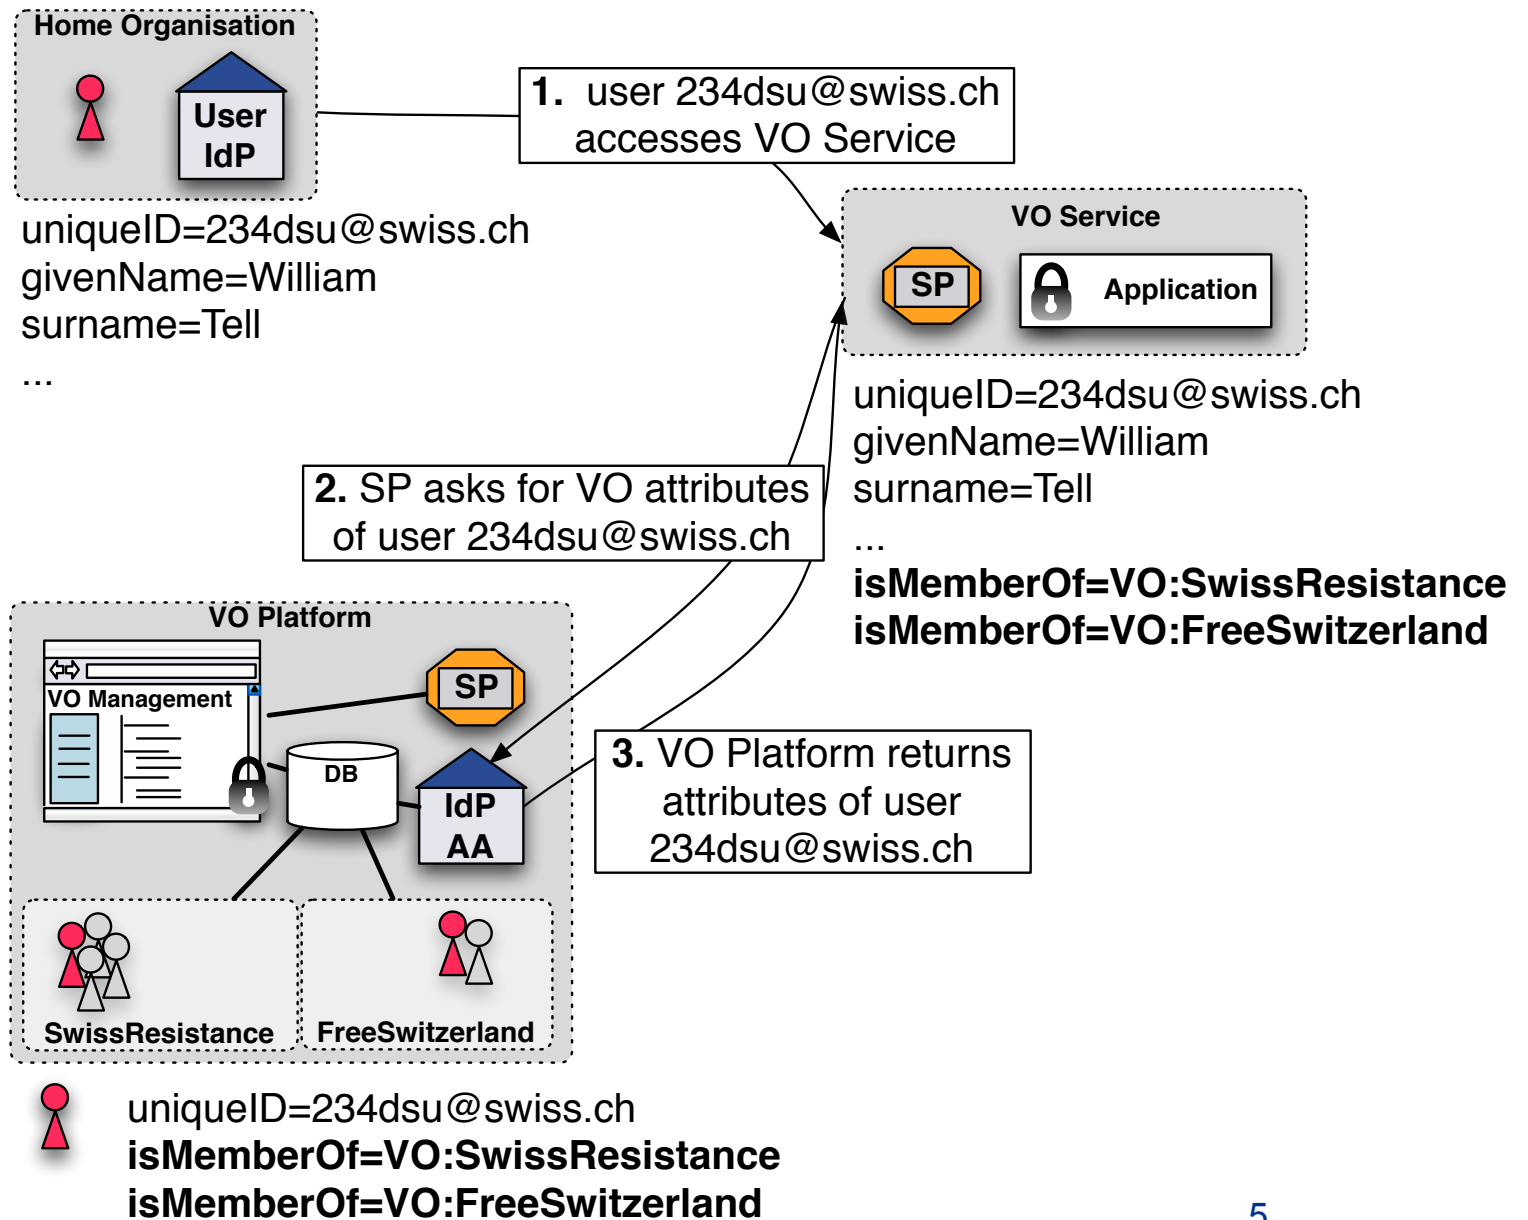 Home Organisation
User
IdP
1. user 234dsu@swiss.ch
accesses VO Service
uniqueID=234dsu@swiss.ch
givenName=William
surname=Tell
...
VO Service
SP
Application
uniqueID=234dsu@swiss.ch
givenName=William
surname=Tell
...
isMemberOf=VO:SwissResistance
isMemberOf=VO:FreeSwitzerland
2. SP asks for VO attributes
of user 234dsu@swiss.ch
VO Platform
VO Management
SP
DB
IdP
AA
3. VO Platform returns
attributes of user
234dsu@swiss.ch
SwissResistance
FreeSwitzerland
uniqueID=234dsu@swiss.ch
isMemberOf=VO:SwissResistance
isMemberOf=VO:FreeSwitzerland
5